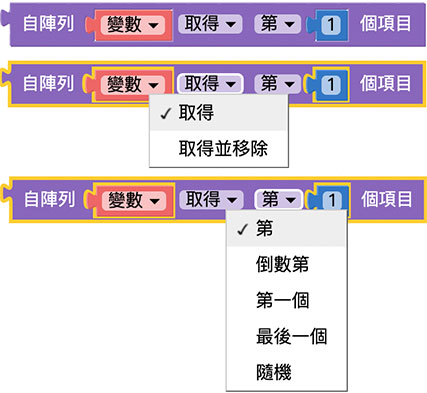 自陣列 變數 取得 第 1 個項目
自陣列 變數 取得 第 1 個項目
✓ 取得
取得並移除
自陣列 變數 取得 第 1 個項目
✓ 第
倒數第
第一個
最後一個
隨機